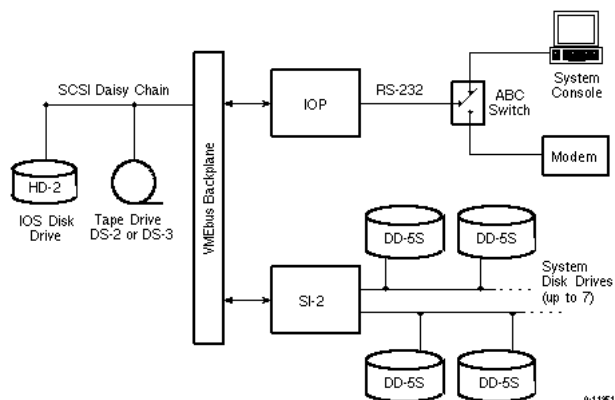 System
Console
SCSI Daisy Chain
RS-232
IOP
ABC
Switch
Modem
HD-2
IOS Disk
Drive
Tape Drive
DS-2 or DS-3
VMEbus Backplane
DD-5S
DD-5S
System
Disk Drives
(up to 7)
SI-2
DD-5S
DD-5S